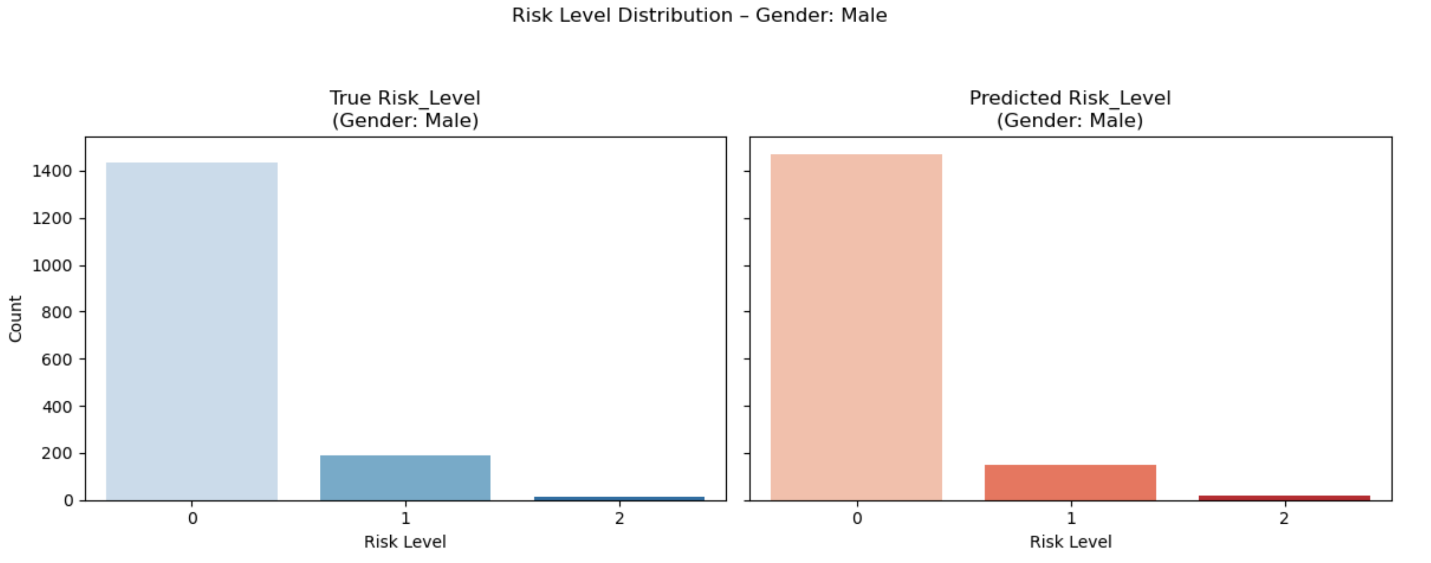 Risk Level Distribution – Gender: Male
True Risk_Level
(Gender: Male)
1400
1200
1000
800
600
400
200
0
Count
0 1 2
Risk Level
Predicted Risk_Level
(Gender: Male)
0 1 2
Risk Level